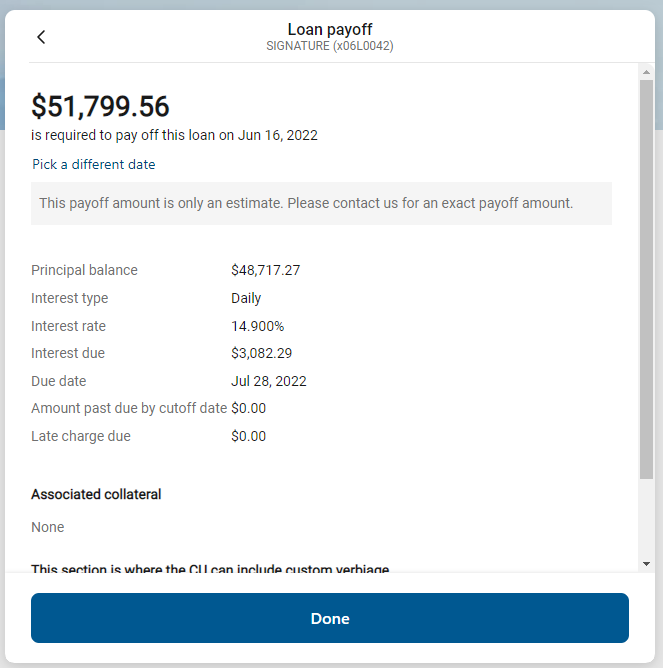 Loan payoff
SIGNATURE (x06L0042)
$51,799.56
is required to pay off this loan on Jun 16, 2022
Pick a different date
This payoff amount is only an estimate. Please contact us for an exact payoff amount.
Principal balance $48,717.27
Interest type Daily
Interest rate 14.900%
Interest due $3,082.29
Due date Jul 28, 2022
Amount past due by cutoff date $0.00
Late charge due $0.00
Associated collateral
None
This section is where the CU can include custom verbiage
Done